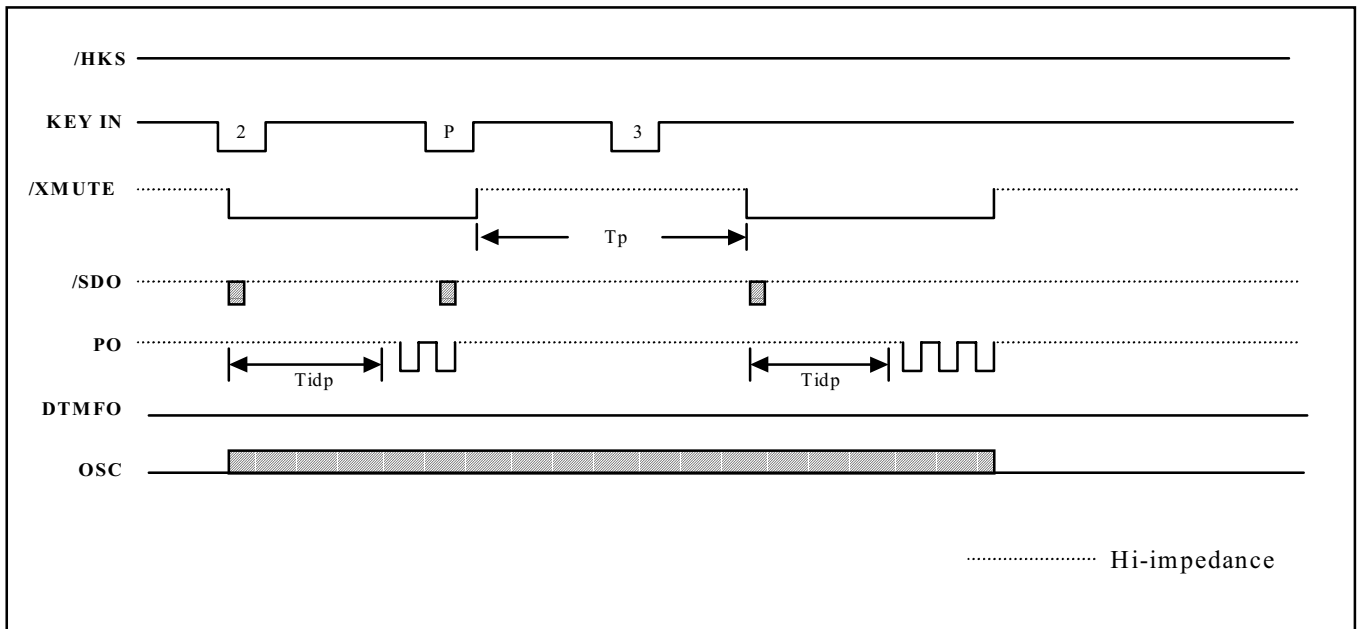 /HKS
KEY IN
2 P 3
/XMUTE
Tp
/SDO
PO
Tidp Tidp
DTMFO
OSC
Hi-impedance